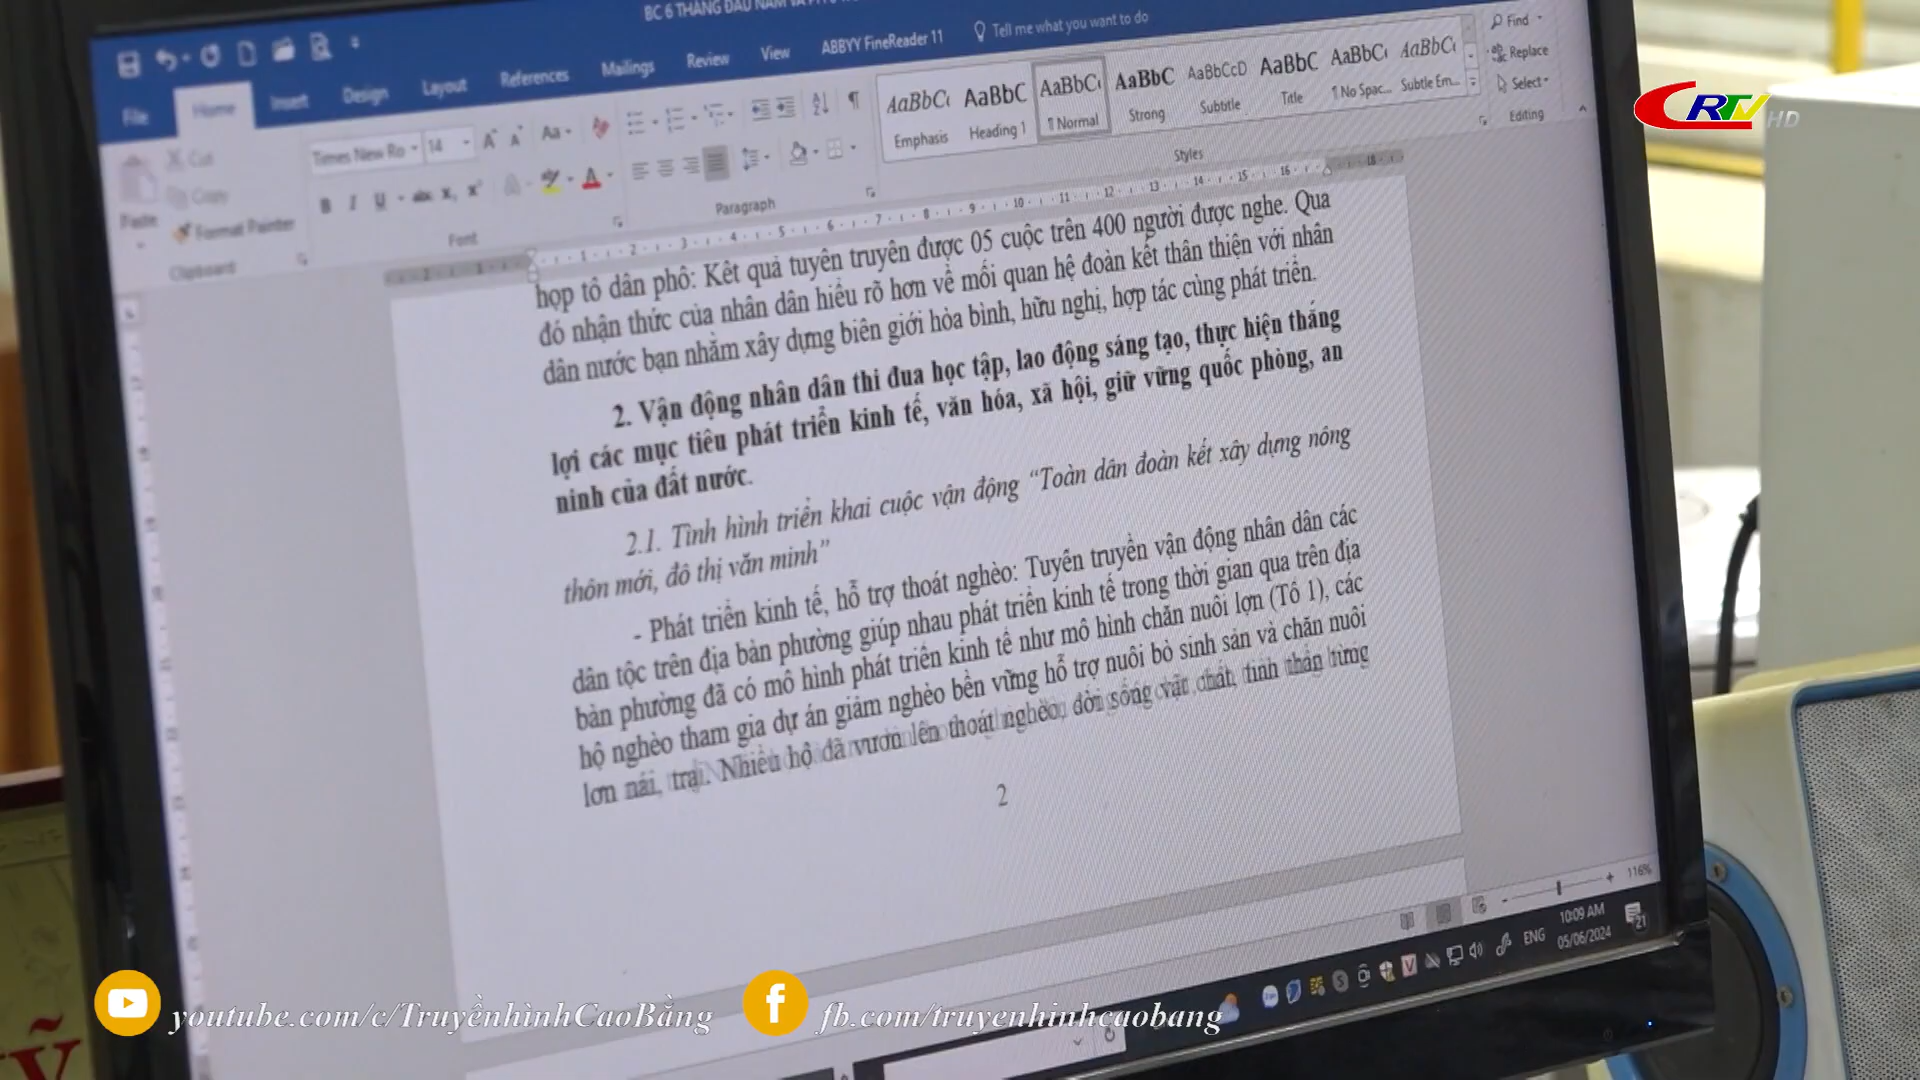 BC 6 THÁNG ĐẦU NĂM
File Home Insert Design Layout References Mailings Review View ABBYY FineReader 11 Tell me what you want to do
Paste Cut Copy Format Painter Clipboard
Times New Ro 14 Font
Paragraph
AaBbCc Emphasis
AaBbC Heading 1
AaBbCc ¶ Normal
AaBbC Strong
AaBbCcD Subtitle
AaBbC Title
AaBbCc ¶ No Spac...
AaBbCc Subtle Em...
Styles
Find
Replace
Select
Editing
CRTV HD
họp tổ dân phố: Kết quả tuyên truyền được 05 cuộc trên 400 người được nghe. Qua
đó nhận thức của nhân dân hiểu rõ hơn về mối quan hệ đoàn kết thân thiện với nhân
dân nước bạn nhằm xây dựng biên giới hòa bình, hữu nghị, hợp tác cùng phát triển.
2. Vận động nhân dân thi đua học tập, lao động sáng tạo, thực hiện thắng
lợi các mục tiêu phát triển kinh tế, văn hóa, xã hội, giữ vững quốc phòng, an
ninh của đất nước.
2.1. Tình hình triển khai cuộc vận động “Toàn dân đoàn kết xây dựng nông
thôn mới, đô thị văn minh”
- Phát triển kinh tế, hỗ trợ thoát nghèo: Tuyên truyền vận động nhân dân các
dân tộc trên địa bàn phường giúp nhau phát triển kinh tế trong thời gian qua trên địa
bàn phường đã có mô hình phát triển kinh tế như mô hình chăn nuôi lợn (Tổ 1), các
hộ nghèo tham gia dự án giảm nghèo bền vững hỗ trợ nuôi bò sinh sản và chăn nuôi
lợn nái, trại. Nhiều hộ đã vươn lên thoát nghèo, đời sống vật chất, tinh thần từng
2
116%
ENG
10:09 AM
05/06/2024
21
youtube.com/c/TruyềnhìnhCaoBằng
fb.com/truyenhinhcaobang